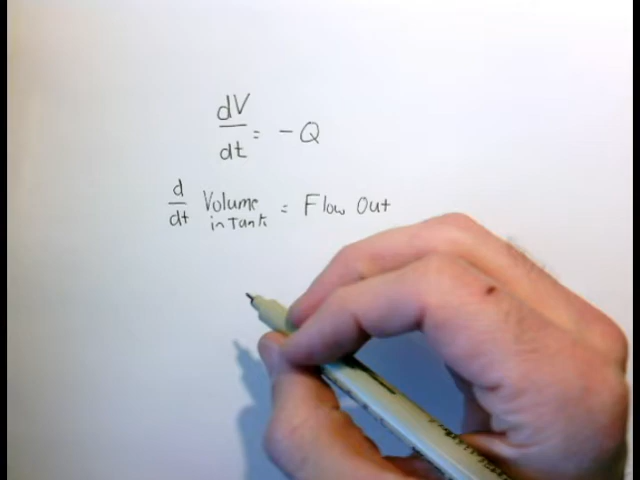 dV/dt = - Q
d/dt Volume in Tank = Flow Out